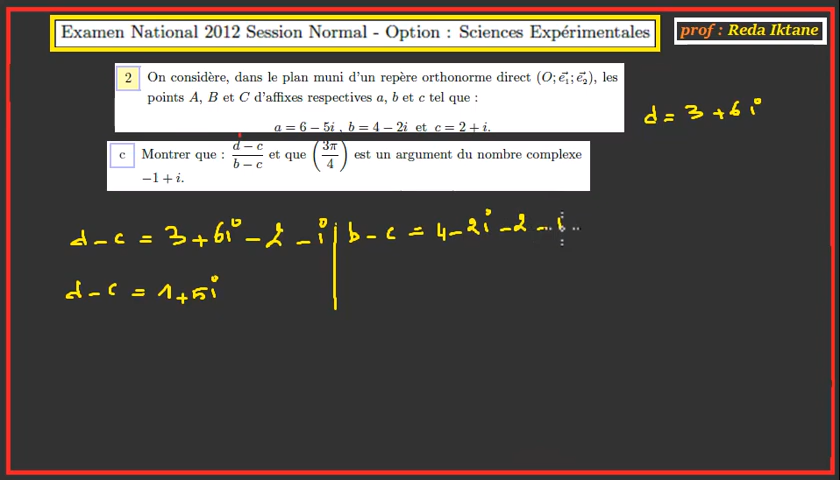 Examen National 2012 Session Normal - Option : Sciences Expérimentales
prof : Reda Iktane
2 On considère, dans le plan muni d'un repère orthonorme direct (O; e⃗₁; e⃗₂), les
points A, B et C d'affixes respectives a, b et c tel que :
a = 6 − 5i , b = 4 − 2i et c = 2 + i.
d = 3 + 6i
c Montrer que : (d − c)/(b − c) et que (3π/4) est un argument du nombre complexe
−1 + i.
d - c = 3 + 6i - 2 - i | b - c = 4 - 2i - 2 - i
d - c = 1 + 5i